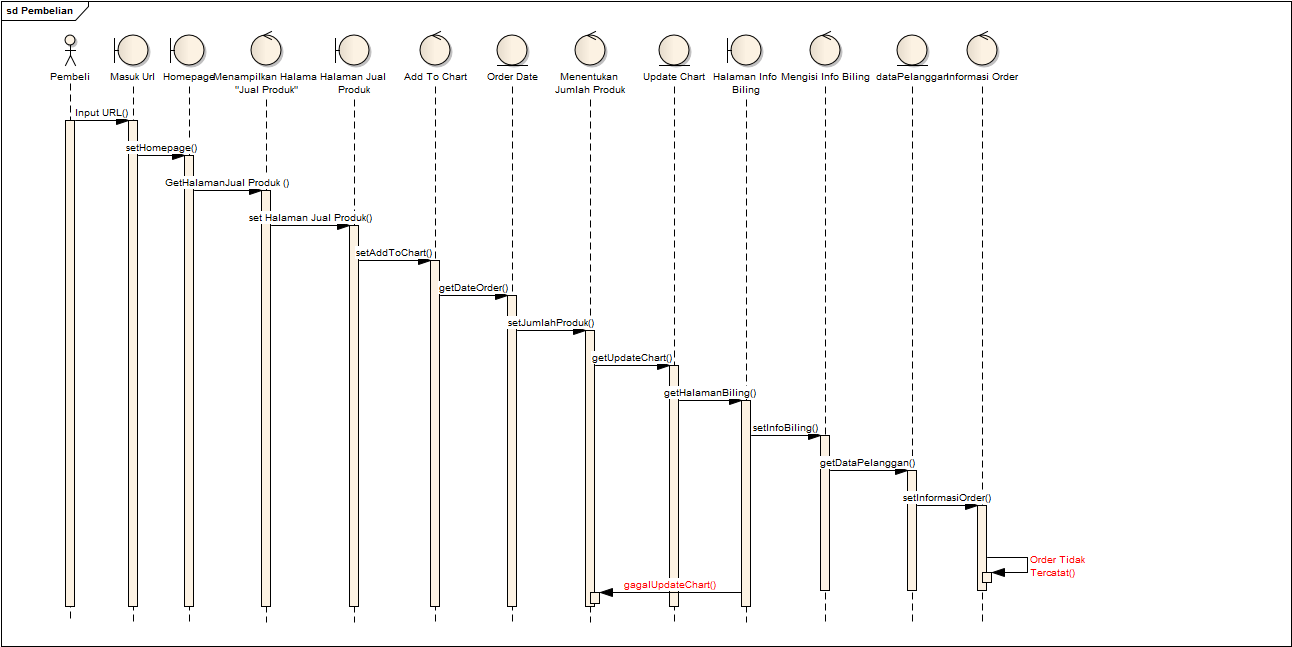 sd Pembelian
Pembeli
Masuk Url
Homepage
Menampilkan Halama
"Jual Produk"
Halaman Jual
Produk
Add To Chart
Order Date
Menentukan
Jumlah Produk
Update Chart
Halaman Info
Biling
Mengisi Info Biling
dataPelanggan
Informasi Order
Input URL()
setHomepage()
GetHalamanJual Produk ()
set Halaman Jual Produk()
setAddToChart()
getDateOrder()
setJumlahProduk()
getUpdateChart()
getHalamanBiling()
setInfoBiling()
getDataPelanggan()
setInformasiOrder()
Order Tidak
Tercatat()
gagalUpdateChart()